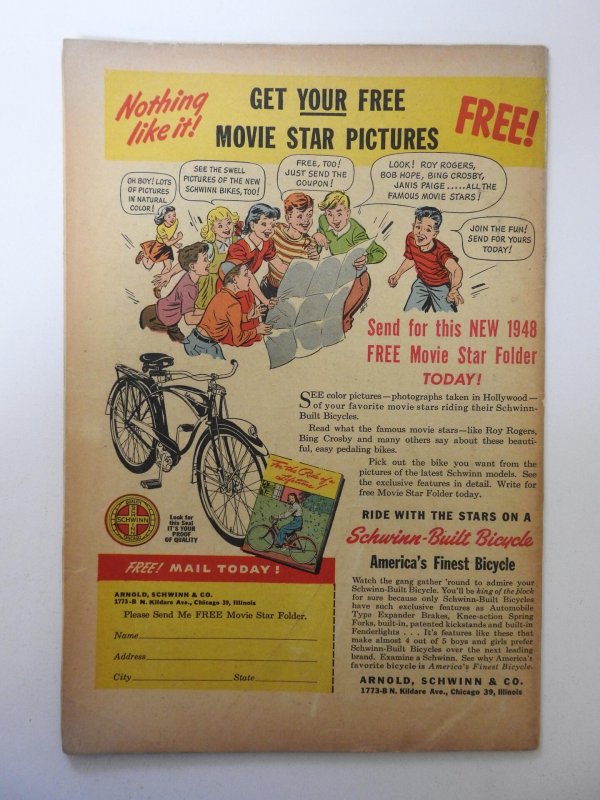 Nothing
like it!
GET YOUR FREE
MOVIE STAR PICTURES
FREE!
OH BOY! LOTS
OF PICTURES
IN NATURAL
COLOR!
SEE THE SWELL
PICTURES OF THE NEW
SCHWINN BIKES, TOO!
FREE, TOO!
JUST SEND THE
COUPON!
LOOK! ROY ROGERS,
BOB HOPE, BING CROSBY,
JANIS PAIGE.....ALL THE
FAMOUS MOVIE STARS!
JOIN THE FUN!
SEND FOR YOURS
TODAY!
Send for this NEW 1948
FREE Movie Star Folder
TODAY!
SEE color pictures—photographs taken in Hollywood—
of your favorite movie stars riding their Schwinn-
Built Bicycles.
Read what the famous movie stars—like Roy Rogers,
Bing Crosby and many others say about these beauti-
ful, easy pedaling bikes.
Pick out the bike you want from the
pictures of the latest Schwinn models. See
the exclusive features in detail. Write for
free Movie Star Folder today.
For the Ride of a
Lifetime
SCHWINN
Look for
this Seal
IT'S YOUR
PROOF
OF QUALITY
RIDE WITH THE STARS ON A
Schwinn-Built Bicycle
America's Finest Bicycle
Watch the gang gather 'round to admire your
Schwinn-Built Bicycle. You'll be king of the block
for sure because only Schwinn-Built Bicycles
have such exclusive features as Automobile
Type Expander Brakes, Knee-action Spring
Forks, built-in, patented kickstands and built-in
Fenderlights . . . It's features like these that
make almost 4 out of 5 boys and girls prefer
Schwinn-Built Bicycles over the next leading
brand. Examine a Schwinn. See why America's
favorite bicycle is America's Finest Bicycle.
ARNOLD, SCHWINN & CO.
1773-B N. Kildare Ave., Chicago 39, Illinois
FREE! MAIL TODAY!
ARNOLD, SCHWINN & CO.
1773-B N. Kildare Ave., Chicago 39, Illinois
Please Send Me FREE Movie Star Folder.
Name
Address
City State